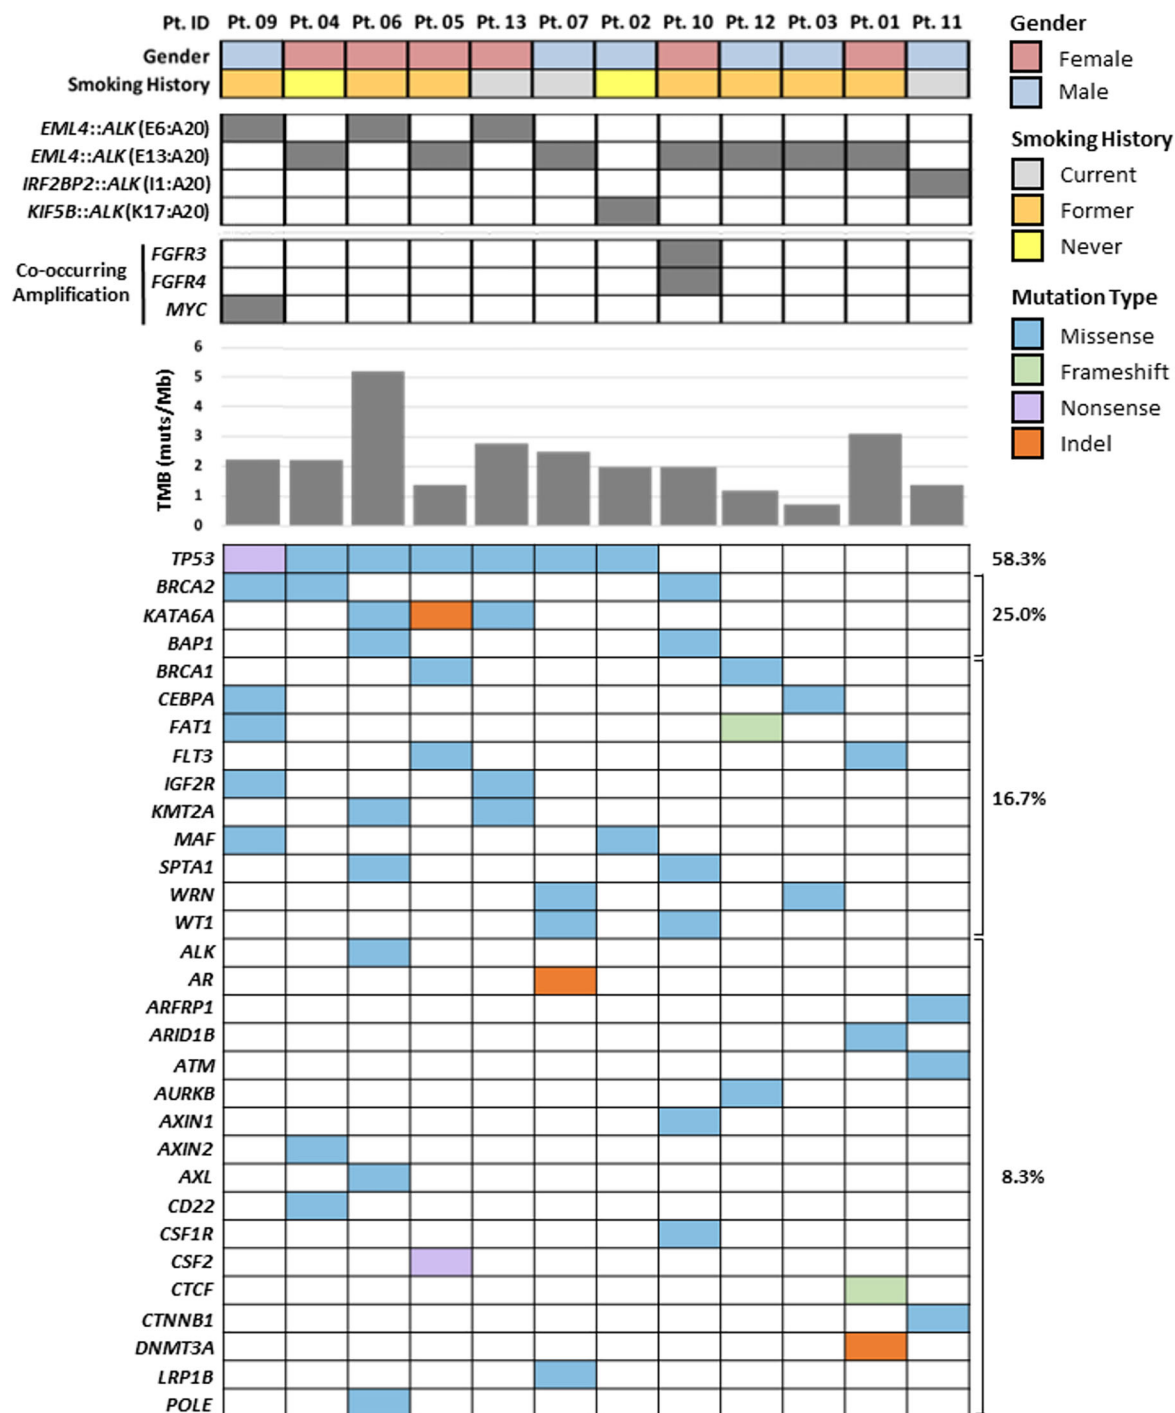 Pt. ID Pt. 09 Pt. 04 Pt. 06 Pt. 05 Pt. 13 Pt. 07 Pt. 02 Pt. 10 Pt. 12 Pt. 03 Pt. 01 Pt. 11
Gender
Smoking History
EML4::ALK (E6:A20)
EML4::ALK (E13:A20)
IRF2BP2::ALK (I1:A20)
KIF5B::ALK (K17:A20)
Co-occurring
Amplification
FGFR3
FGFR4
MYC
TMB (muts/Mb)
6
5
4
3
2
1
0
TP53 58.3%
BRCA2
KATA6A 25.0%
BAP1
BRCA1
CEBPA
FAT1
FLT3
IGF2R
16.7%
KMT2A
MAF
SPTA1
WRN
WT1
ALK
AR
ARFRP1
ARID1B
ATM
AURKB
AXIN1
AXIN2
AXL 8.3%
CD22
CSF1R
CSF2
CTCF
CTNNB1
DNMT3A
LRP1B
POLE
Gender
Female
Male
Smoking History
Current
Former
Never
Mutation Type
Missense
Frameshift
Nonsense
Indel